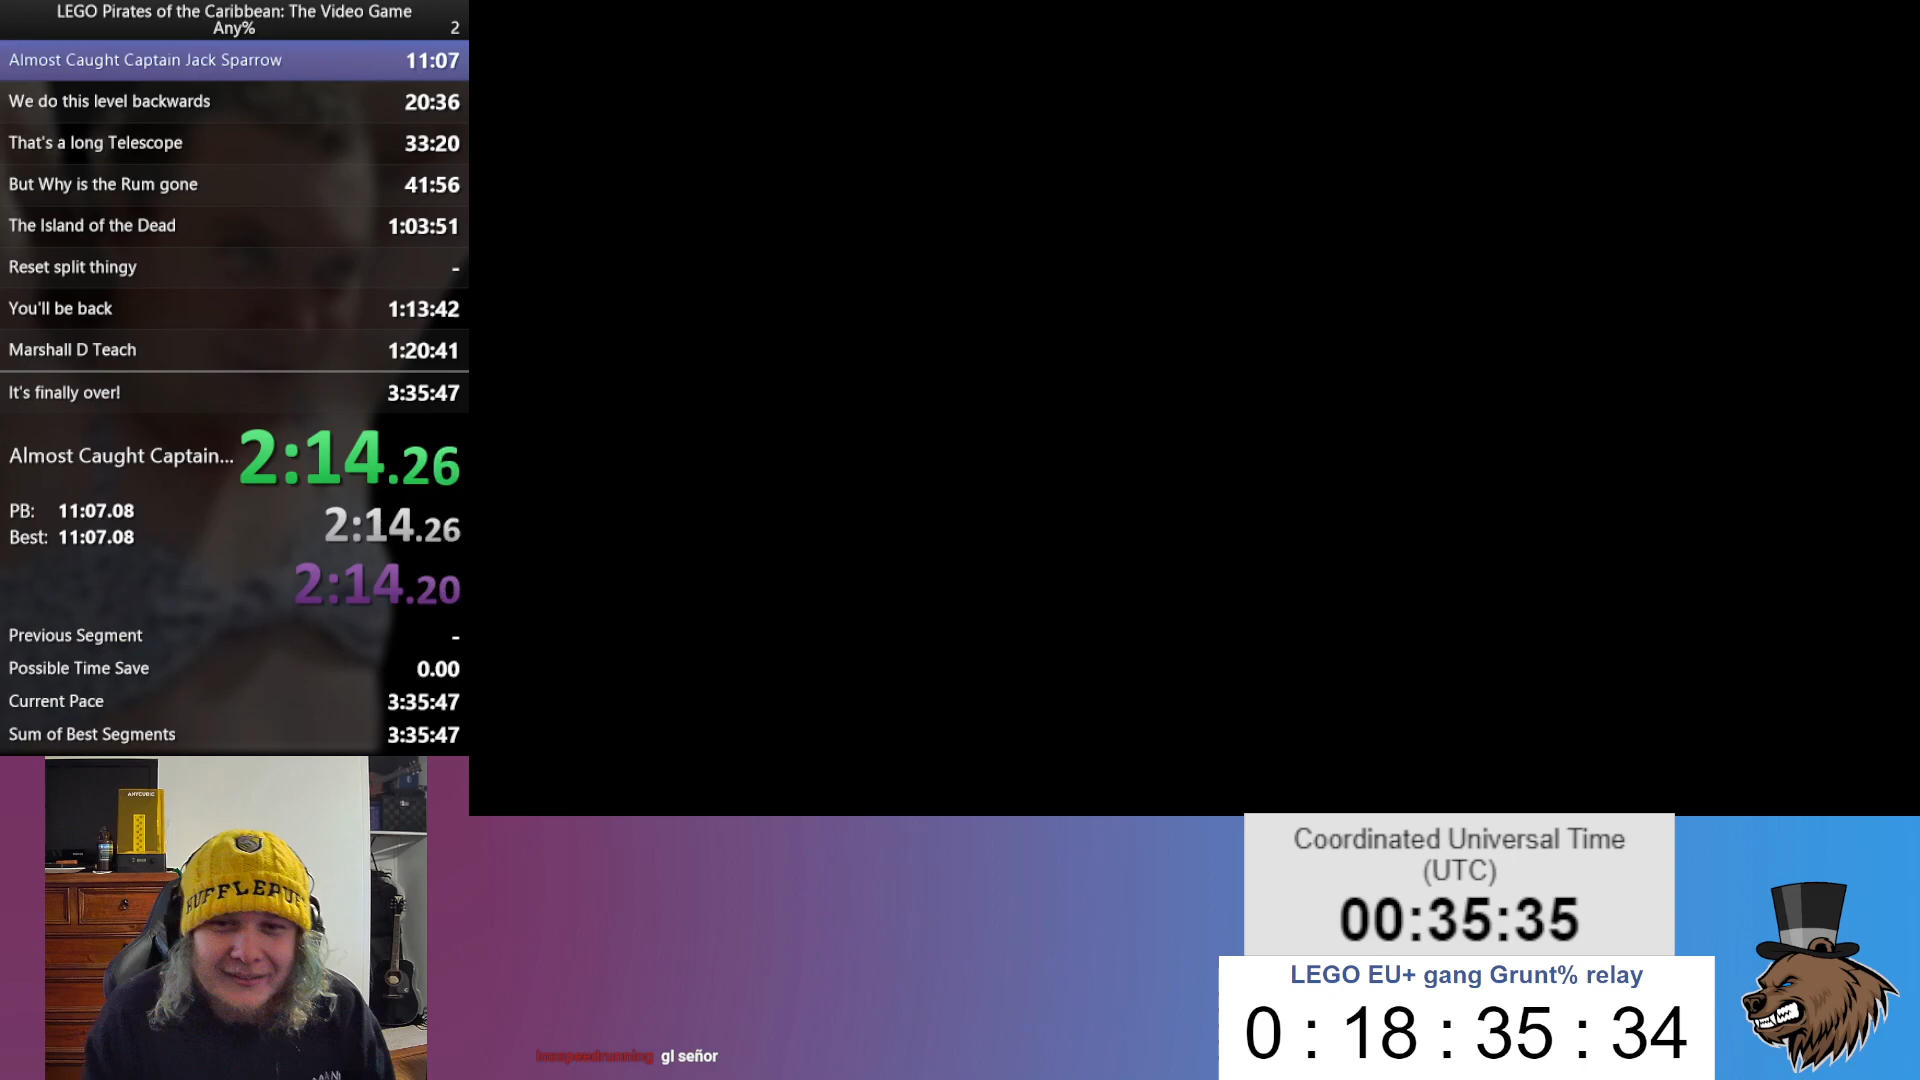 LEGO Pirates of the Caribbean: The Video Game
Any%
2
Almost Caught Captain Jack Sparrow 11:07
We do this level backwards 20:36
That's a long Telescope 33:20
But Why is the Rum gone 41:56
The Island of the Dead 1:03:51
Reset split thingy -
You'll be back 1:13:42
Marshall D Teach 1:20:41
It's finally over! 3:35:47
Almost Caught Captain... 2:14.26
PB: 11:07.08
2:14.26
Best: 11:07.08
2:14.20
Previous Segment -
Possible Time Save 0.00
Current Pace 3:35:47
Sum of Best Segments 3:35:47
ANYCUBIC
Coordinated Universal Time
(UTC)
00:35:35
LEGO EU+ gang Grunt% relay
0 : 18 : 35 : 34
gl señor